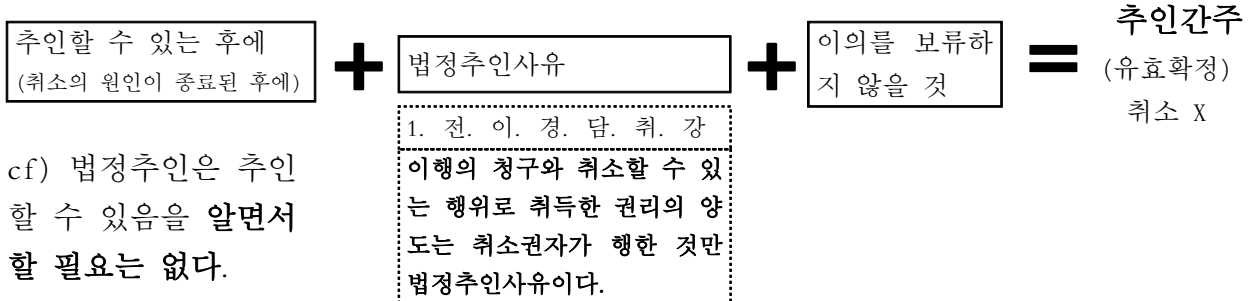 추인할 수 있는 후에
(취소의 원인이 종료된 후에)
+
법정추인사유
+
이의를 보류하
지 않을 것
=
추인간주
(유효확정)
취소 X
1. 전. 이. 경. 담. 취. 강
이행의 청구와 취소할 수 있
는 행위로 취득한 권리의 양
도는 취소권자가 행한 것만
법정추인사유이다.
cf) 법정추인은 추인
할 수 있음을 알면서
할 필요는 없다.